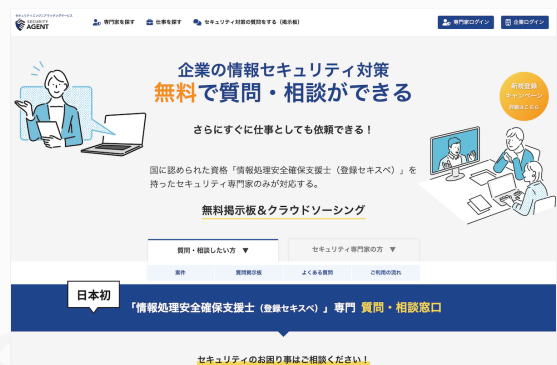 セキュリティエンジニアマッチングサービス
SECURITY
AGENT
専門家を探す 仕事を探す セキュリティ対策の質問をする（掲示板） 専門家ログイン 企業ログイン
企業の情報セキュリティ対策
無料で質問・相談ができる
新規登録
キャンペーン
詳細はこちら
さらにすぐに仕事としても依頼できる！
国に認められた資格「情報処理安全確保支援士（登録セキスペ）」を
持ったセキュリティ専門家のみが対応する。
無料掲示板＆クラウドソーシング
質問・相談したい方 ▼ セキュリティ専門家の方 ▼
案件 質問掲示板 よくある質問 ご利用の流れ
日本初
「情報処理安全確保支援士（登録セキスペ）」専門 質問・相談窓口
セキュリティのお困り事はご相談ください！